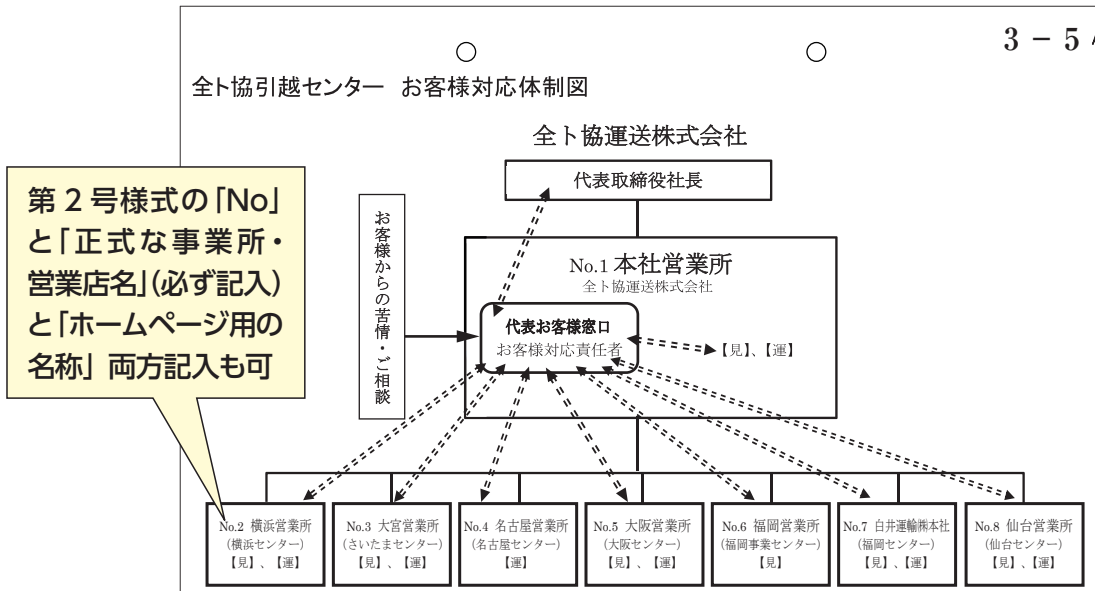 3－5
全ト協引越センター お客様対応体制図
全ト協運送株式会社
代表取締役社長
第２号様式の「No」
と「正式な事業所・
営業店名」（必ず記入）
と「ホームページ用の
名称」 両方記入も可
お客様からの苦情・ご相談
No.1 本社営業所
全ト協運送株式会社
代表お客様窓口
お客様対応責任者
【見】、【運】
No.2 横浜営業所
（横浜センター）
【見】、【運】
No.3 大宮営業所
（さいたまセンター）
【見】、【運】
No.4 名古屋営業所
（名古屋センター）
【運】
No.5 大阪営業所
（大阪センター）
【見】、【運】
No.6 福岡営業所
（福岡事業センター）
【見】
No.7 白井運輸㈱本社
（福岡センター）
【見】、【運】
No.8 仙台営業所
（仙台センター）
【見】、【運】